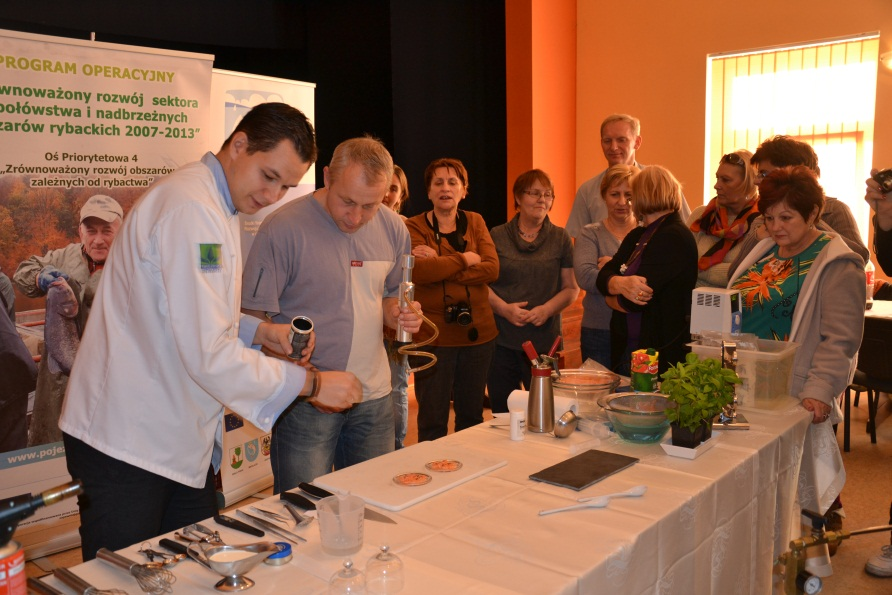 PROGRAM OPERACYJNY
wnoważony rozwój sektora
ołówstwa i nadbrzeżnych
zarów rybackich 2007-2013"
Oś Priorytetowa 4
„Zrównoważony rozwój obszarów
zależnych od rybactwa"
www.poje